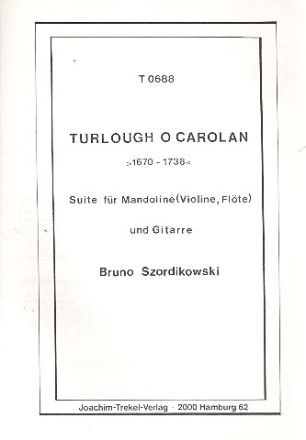 T 0688
TURLOUGH O CAROLAN
>1670 - 1738<
Suite für Mandoline (Violine, Flöte)
und Gitarre
Bruno Szordikowski
Joachim-Trekel-Verlag · 2000 Hamburg 62